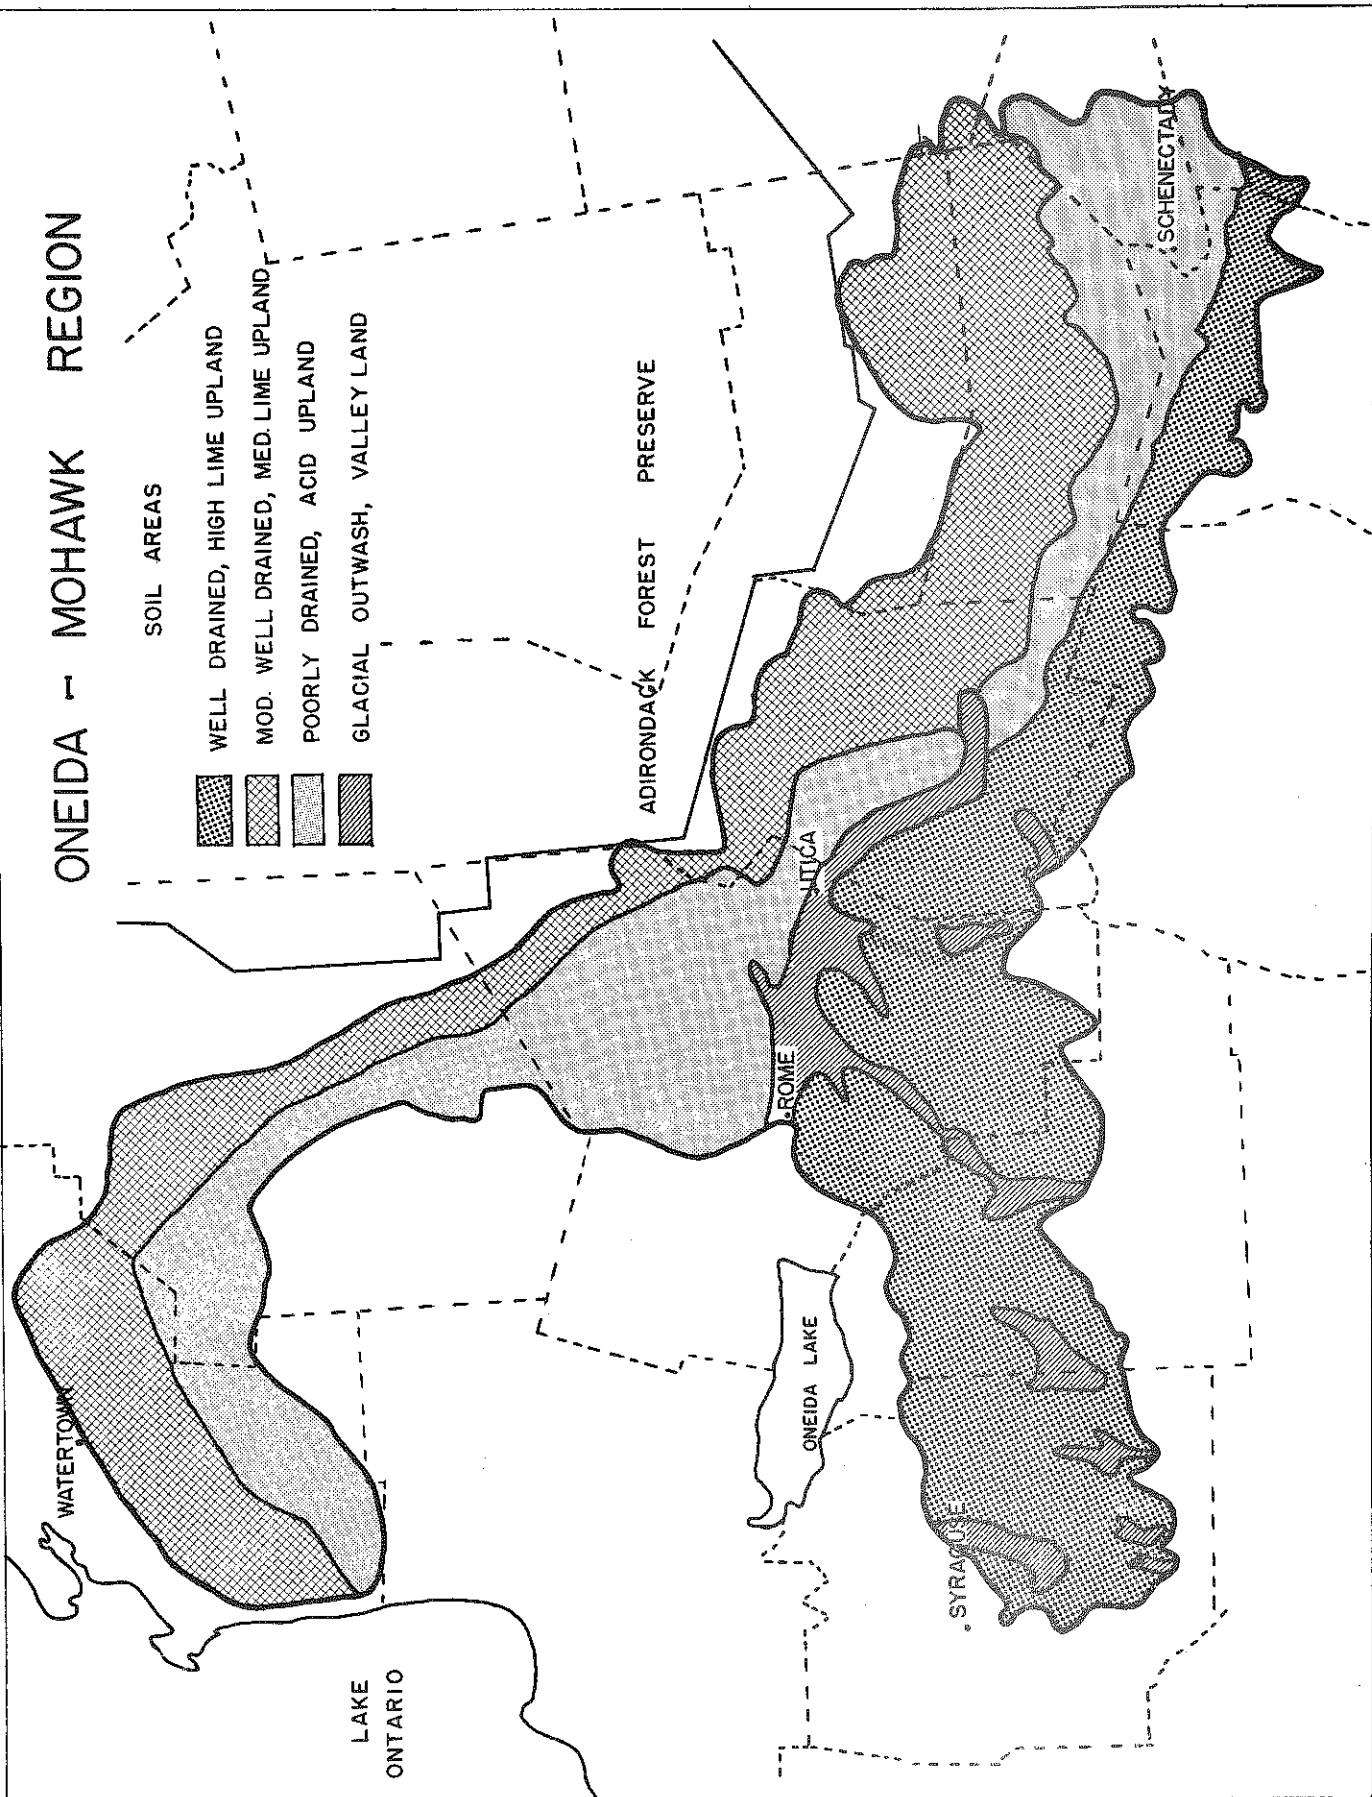 ONEIDA - MOHAWK REGION
SOIL AREAS
WELL DRAINED, HIGH LIME UPLAND
MOD. WELL DRAINED, MED. LIME UPLAND
POORLY DRAINED, ACID UPLAND
GLACIAL OUTWASH, VALLEY LAND
WATERTOWN
LAKE
ONTARIO
ADIRONDACK FOREST PRESERVE
ROME
UTICA
ONEIDA LAKE
SYRACUSE
SCHENECTADY